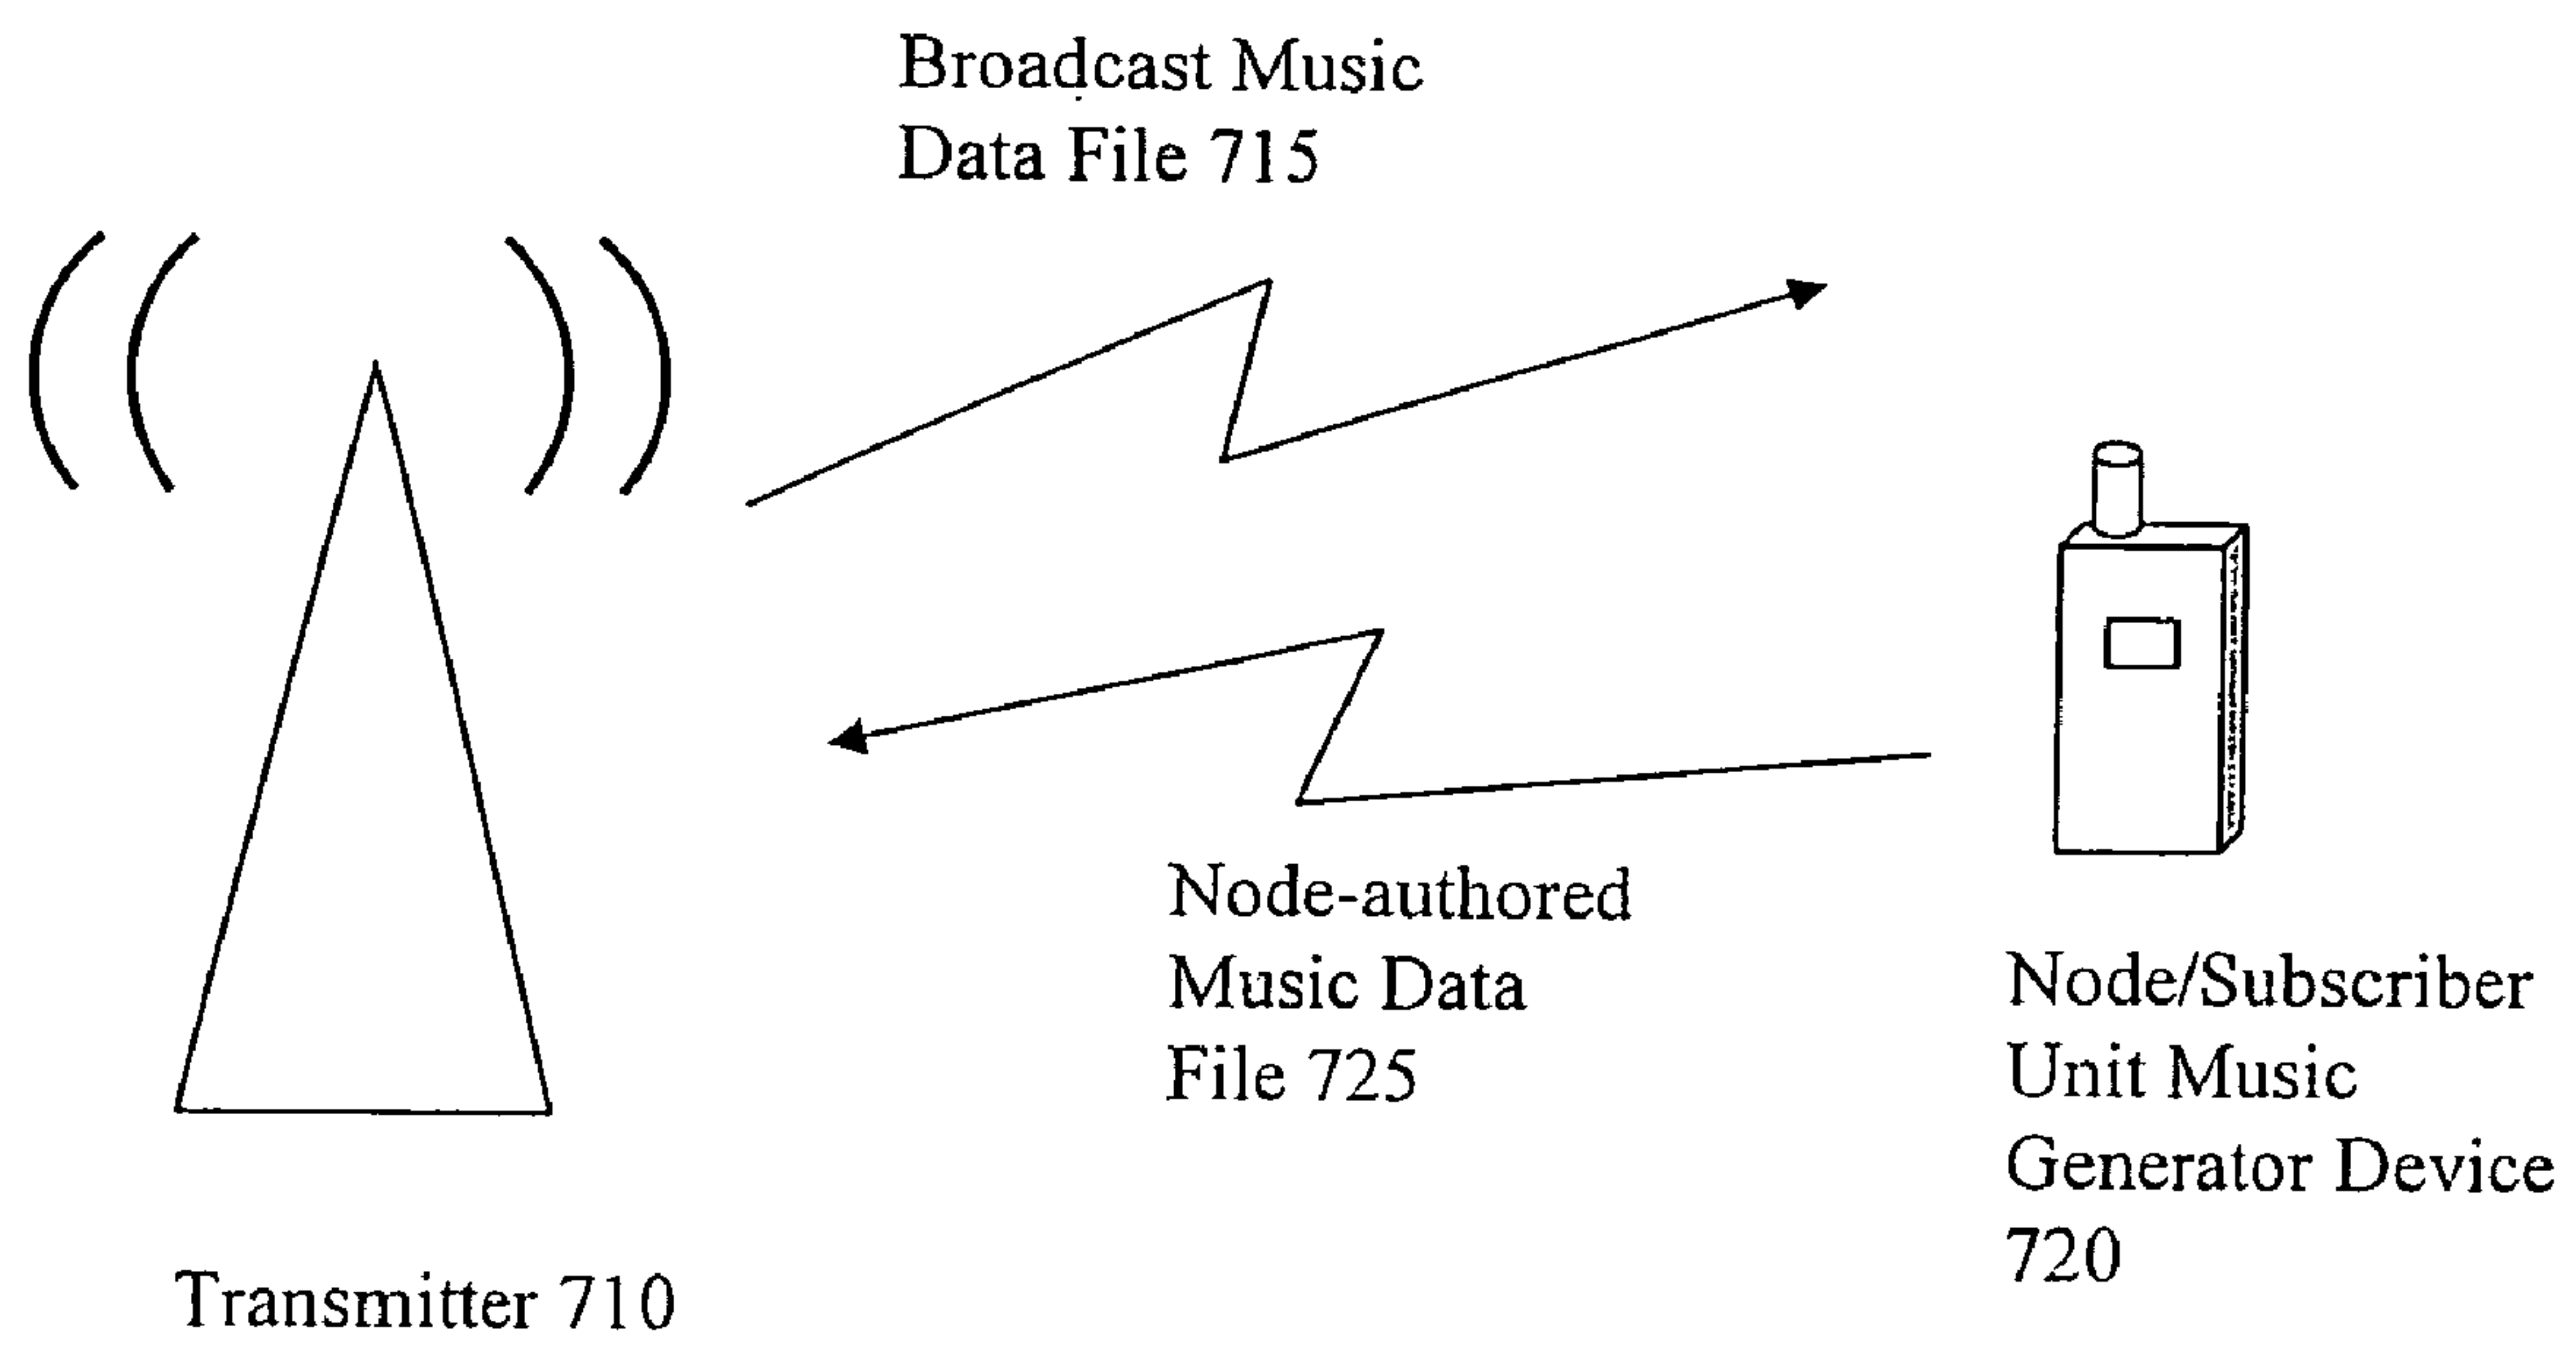 Broadcast Music
Data File 715
Node-authored
Music Data
File 725
Node/Subscriber
Unit Music
Generator Device
720
Transmitter 710